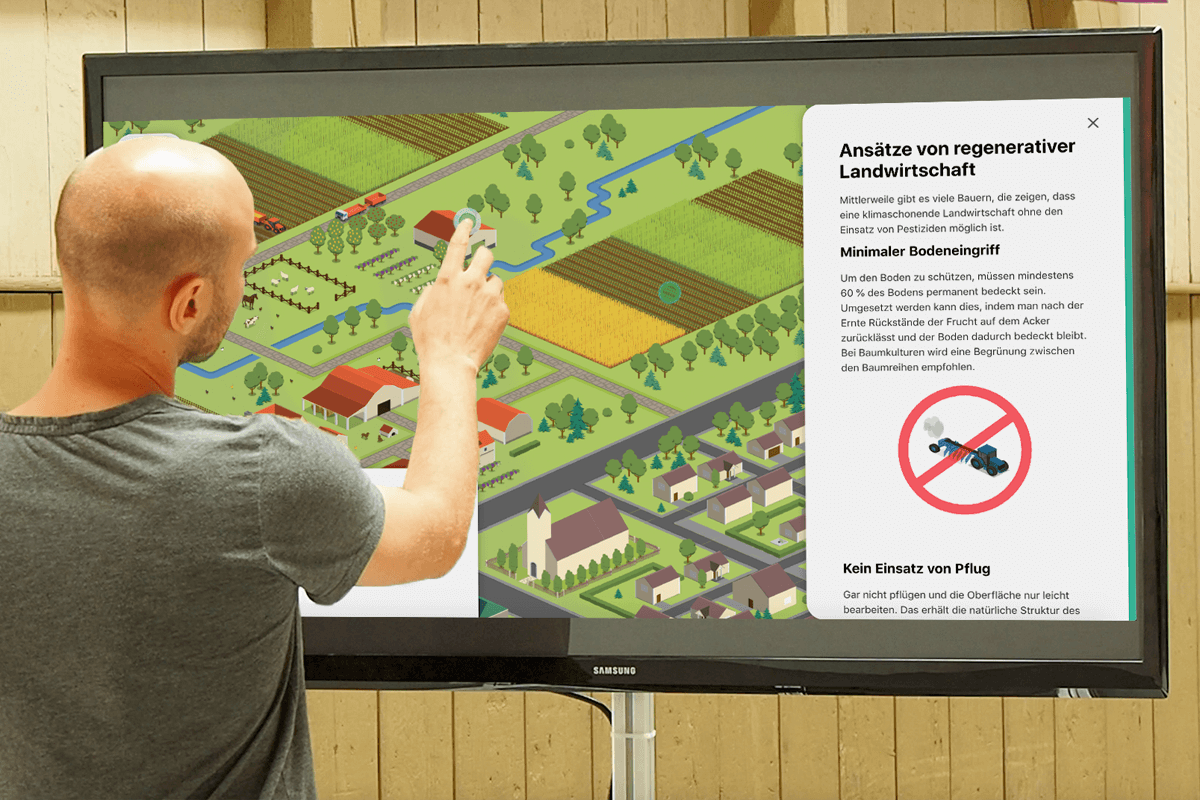 Ansätze von regenerativer
Landwirtschaft
Mittlerweile gibt es viele Bauern, die zeigen, dass
eine klimaschonende Landwirtschaft ohne den
Einsatz von Pestiziden möglich ist.
Minimaler Bodeneingriff
Um den Boden zu schützen, müssen mindestens
60 % des Bodens permanent bedeckt sein.
Umgesetzt werden kann dies, indem man nach der
Ernte Rückstände der Frucht auf dem Acker
zurücklässt und der Boden dadurch bedeckt bleibt.
Bei Baumkulturen wird eine Begrünung zwischen
den Baumreihen empfohlen.
Kein Einsatz von Pflug
Gar nicht pflügen und die Oberfläche nur leicht
bearbeiten. Das erhält die natürliche Struktur des
SAMSUNG